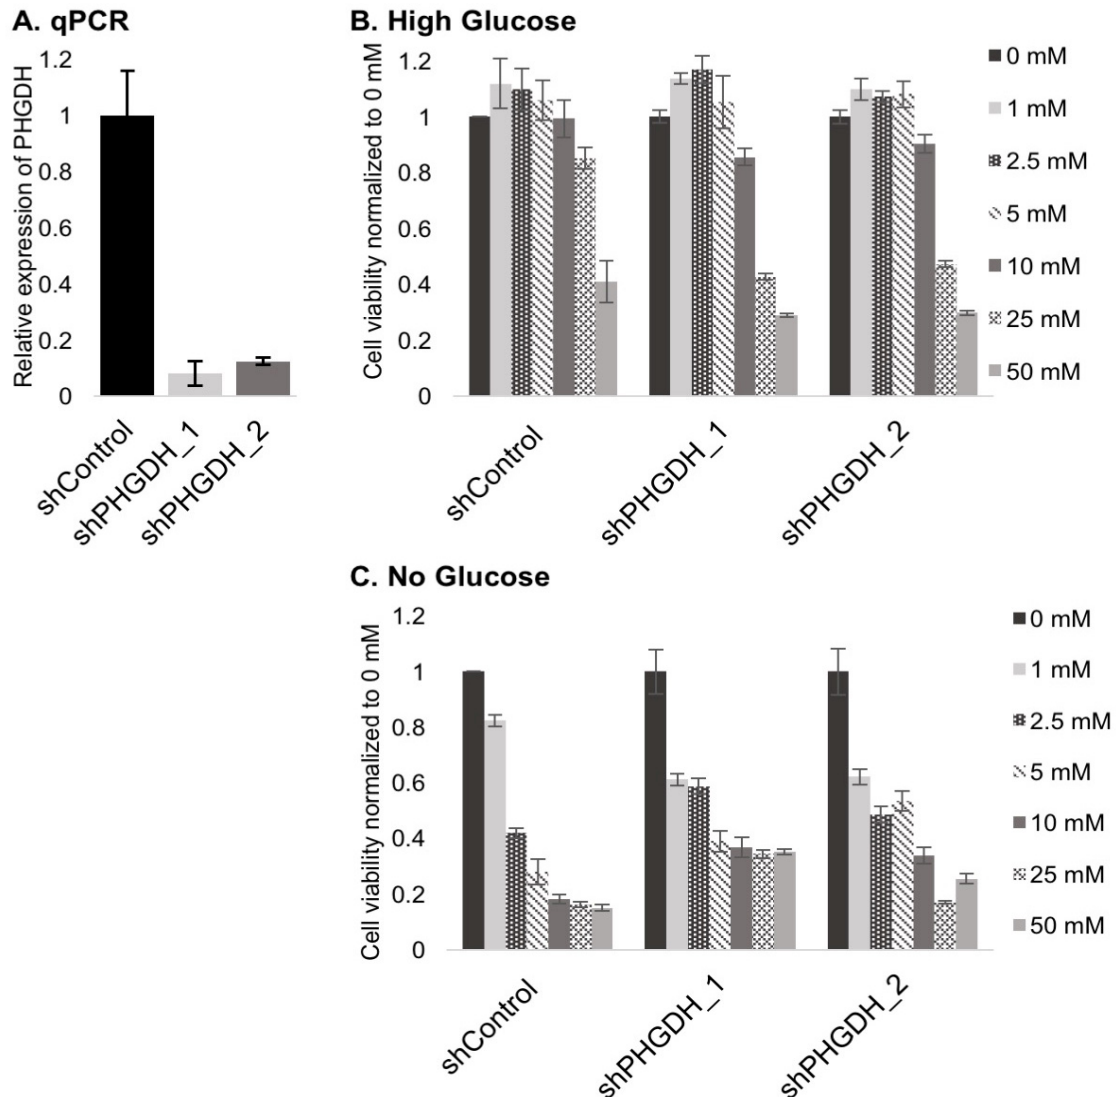 A. qPCR
Relative expression of PHGDH
1.2
1
0.8
0.6
0.4
0.2
0
shControl
shPHGDH_1
shPHGDH_2
B. High Glucose
Cell viability normalized to 0 mM
1.2
1
0.8
0.6
0.4
0.2
0
shControl
shPHGDH_1
shPHGDH_2
0 mM
1 mM
2.5 mM
5 mM
10 mM
25 mM
50 mM
C. No Glucose
Cell viability normalized to 0 mM
1.2
1
0.8
0.6
0.4
0.2
0
shControl
shPHGDH_1
shPHGDH_2
0 mM
1 mM
2.5 mM
5 mM
10 mM
25 mM
50 mM